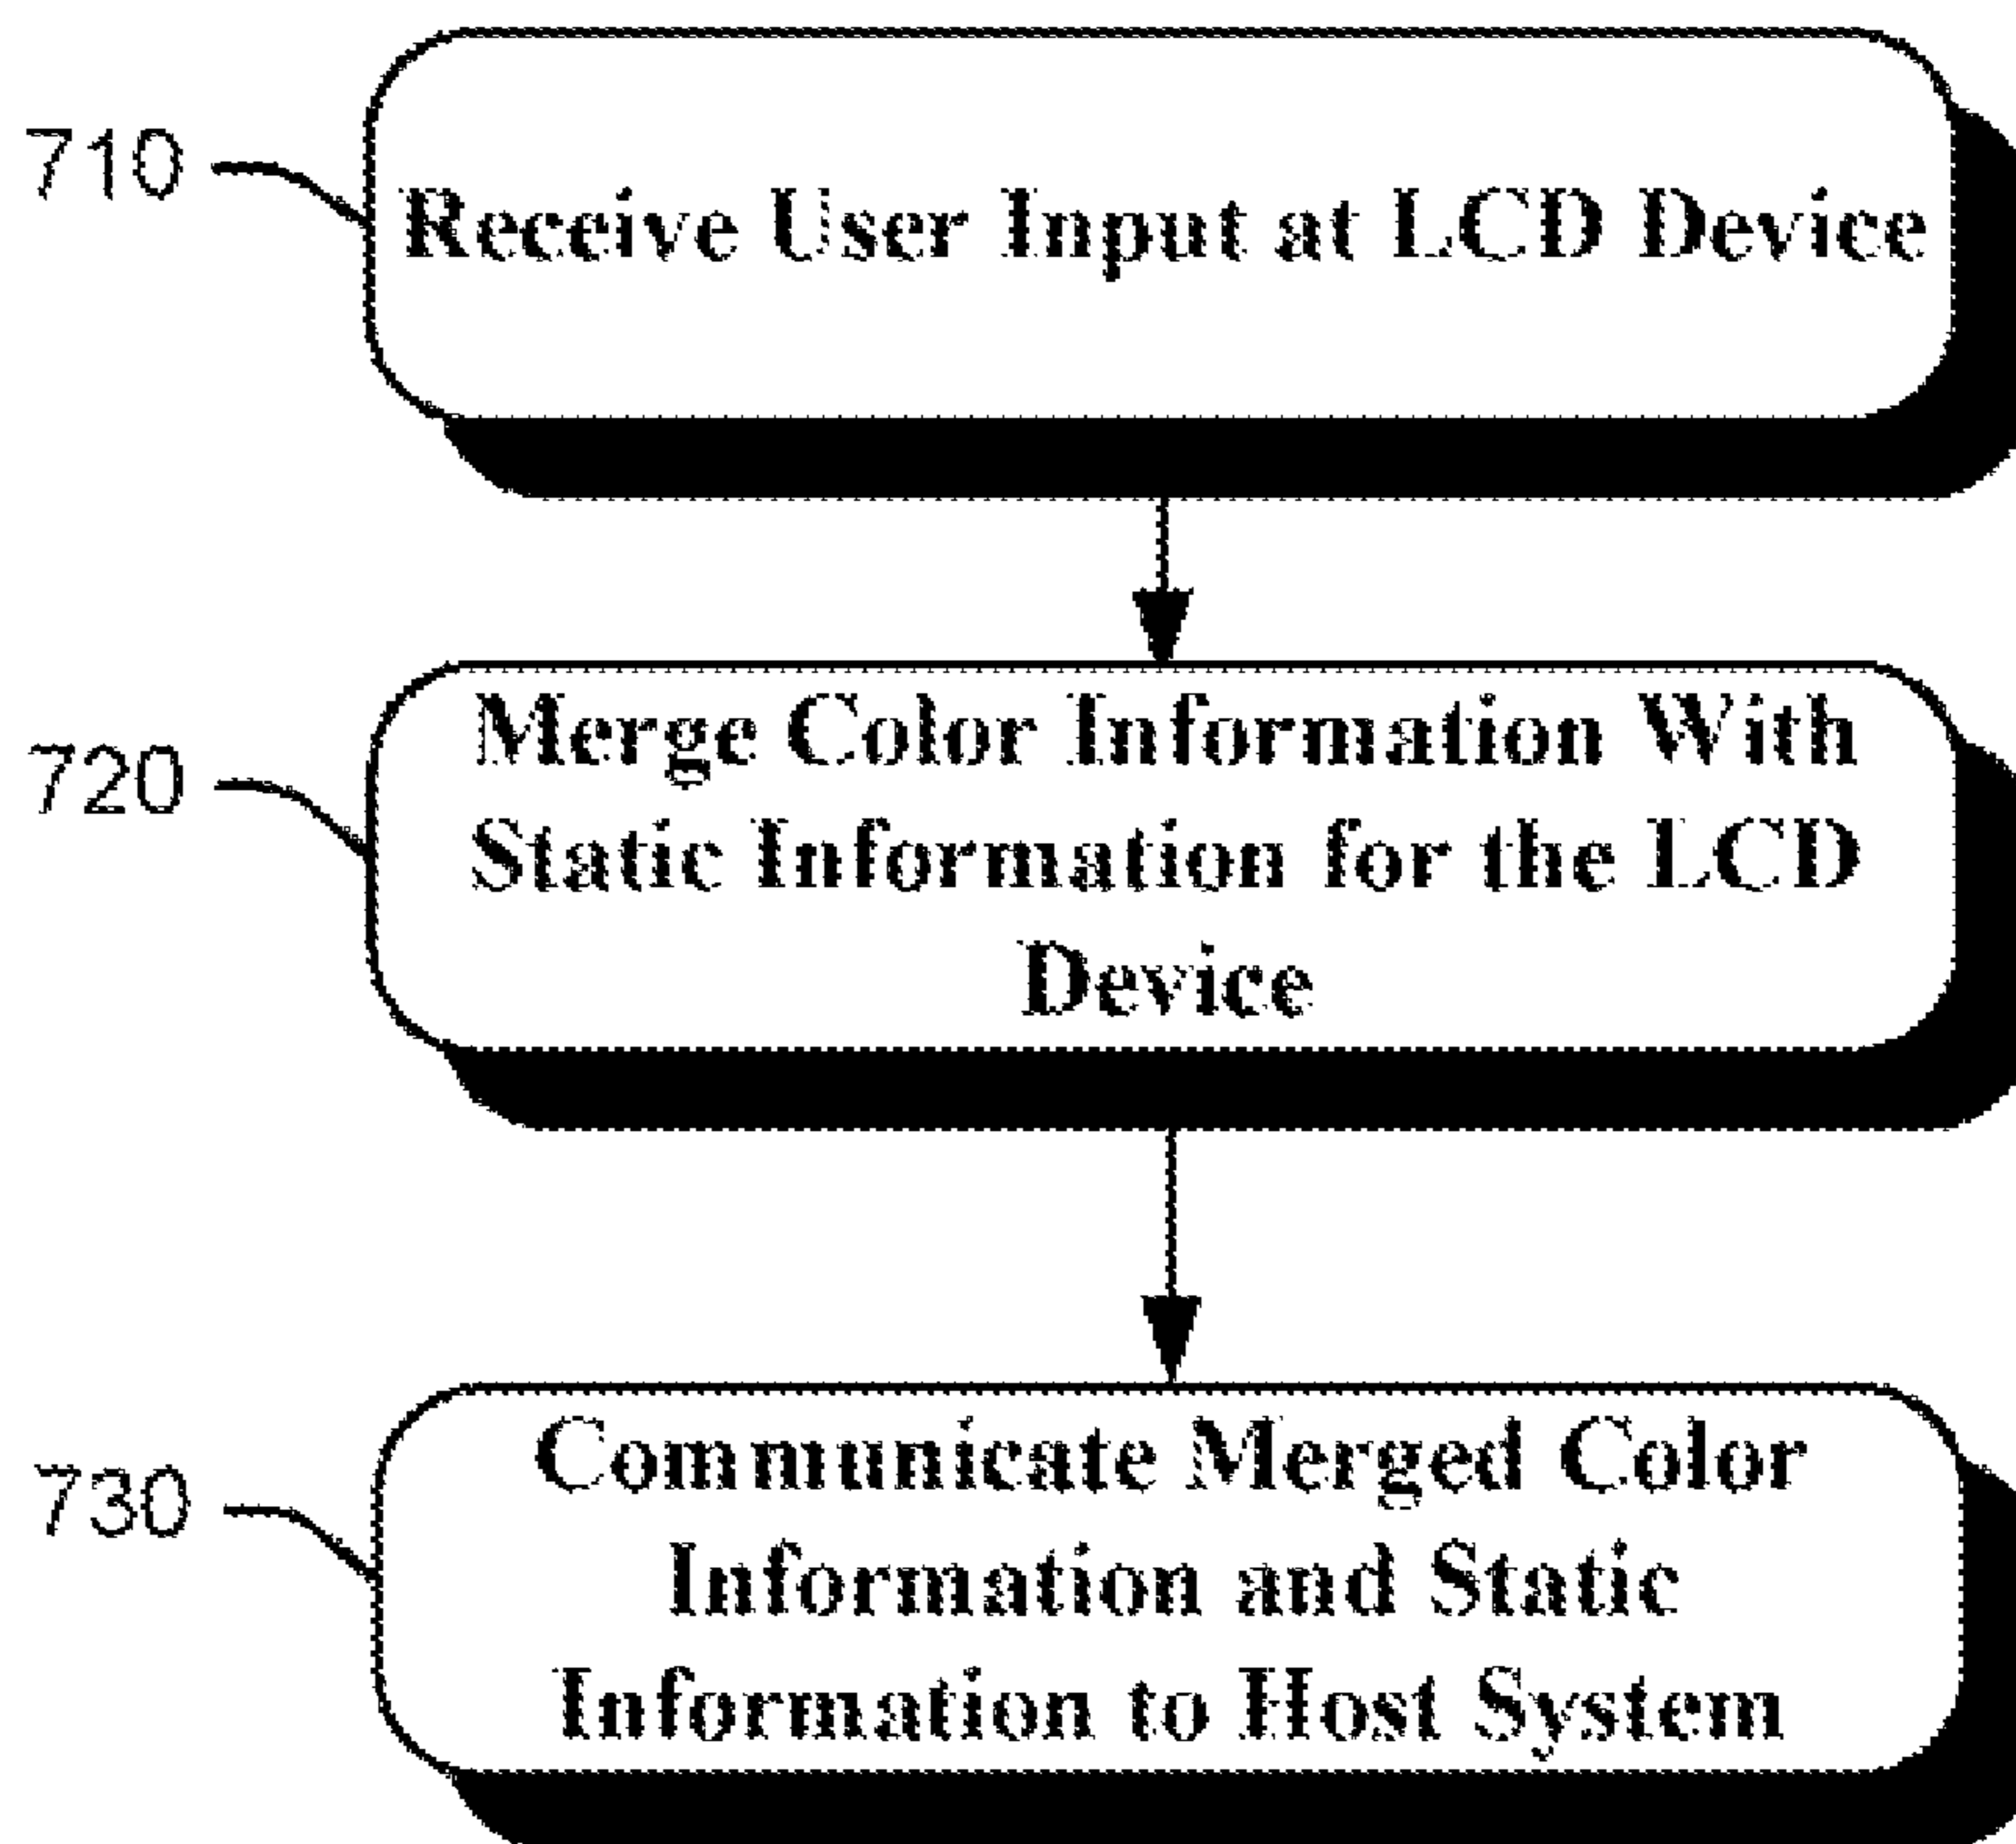 710
Receive User Input at LCD Device
720
Merge Color Information With
Static Information for the LCD
Device
730
Communicate Merged Color
Information and Static
Information to Host System